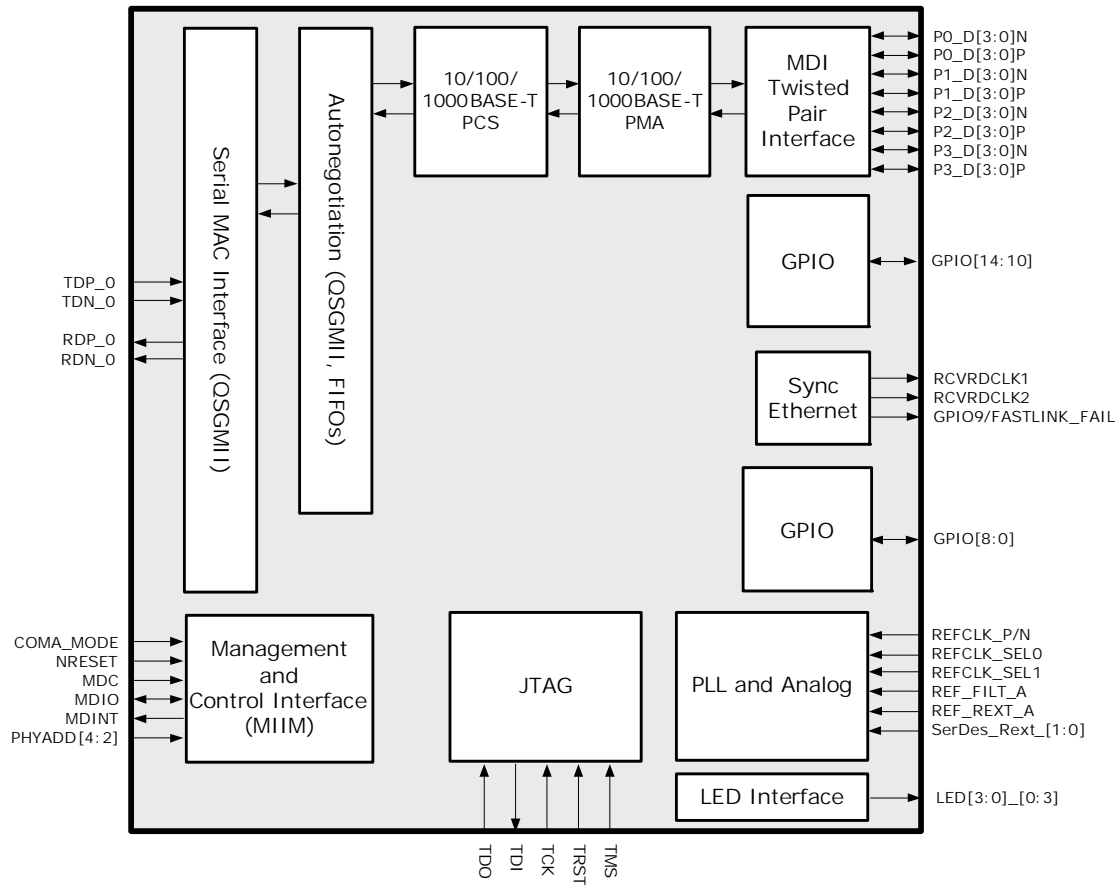 Serial MAC Interface (QSGMII)
Autonegotiation (QSGMII, FIFOs)
10/100/
1000BASE-T
PCS
10/100/
1000BASE-T
PMA
MDI
Twisted
Pair
Interface
P0_D[3:0]N
P0_D[3:0]P
P1_D[3:0]N
P1_D[3:0]P
P2_D[3:0]N
P2_D[3:0]P
P3_D[3:0]N
P3_D[3:0]P
GPIO
GPIO[14:10]
TDP_0
TDN_0
RDP_0
RDN_0
Sync
Ethernet
RCVRDCLK1
RCVRDCLK2
GPIO9/FASTLINK_FAIL
GPIO
GPIO[8:0]
COMA_MODE
NRESET
MDC
MDIO
MDINT
PHYADD[4:2]
Management
and
Control Interface
(MIIM)
JTAG
PLL and Analog
REFCLK_P/N
REFCLK_SEL0
REFCLK_SEL1
REF_FILT_A
REF_REXT_A
SerDes_Rext_[1:0]
LED Interface
LED[3:0]_[0:3]
TDO
TDI
TCK
TRST
TMS